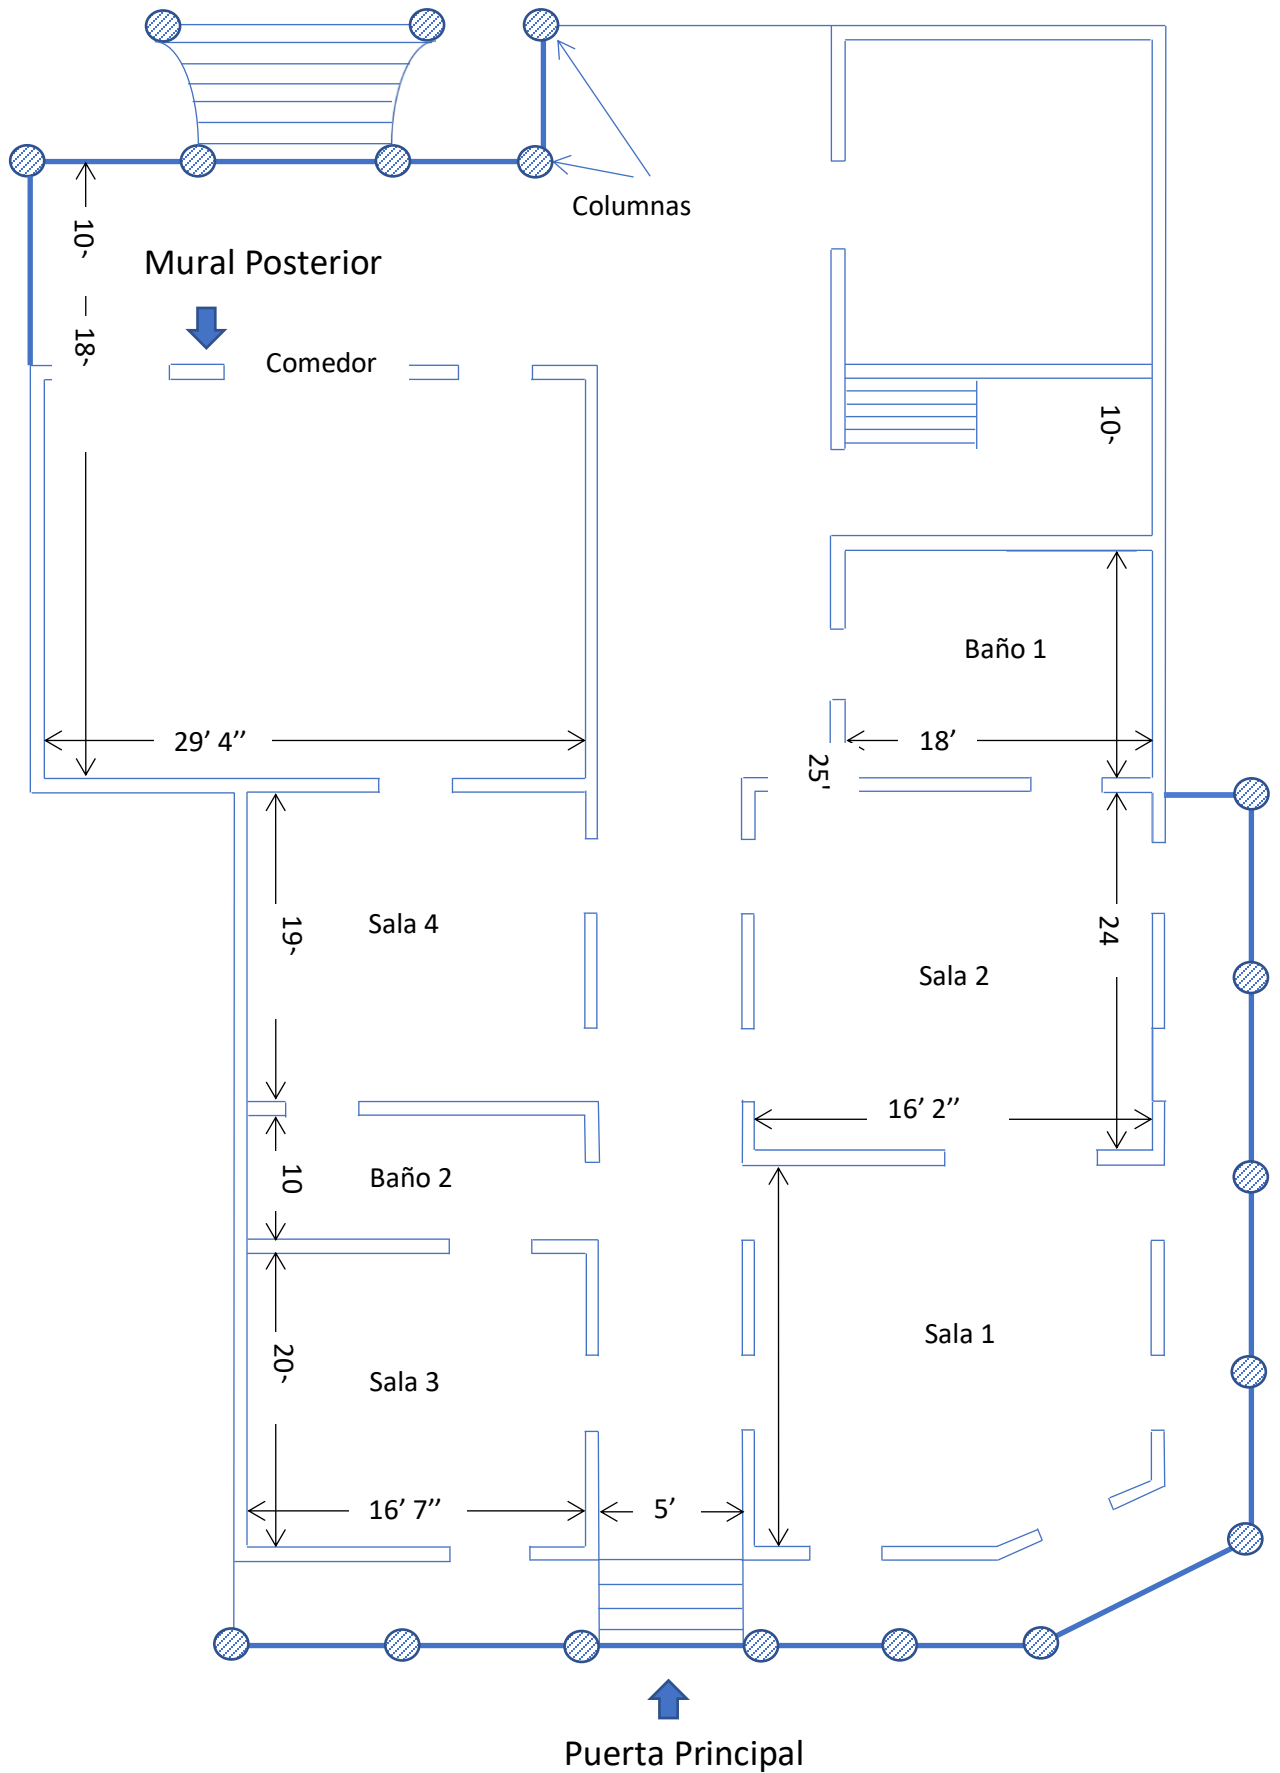 Columnas
10-
Mural Posterior
18-
Comedor
10-
Baño 1
29’ 4’’
18’
25'
Sala 4
19-
24
Sala 2
16’ 2’’
10
Baño 2
Sala 1
20-
Sala 3
16’ 7’’
5’
Puerta Principal